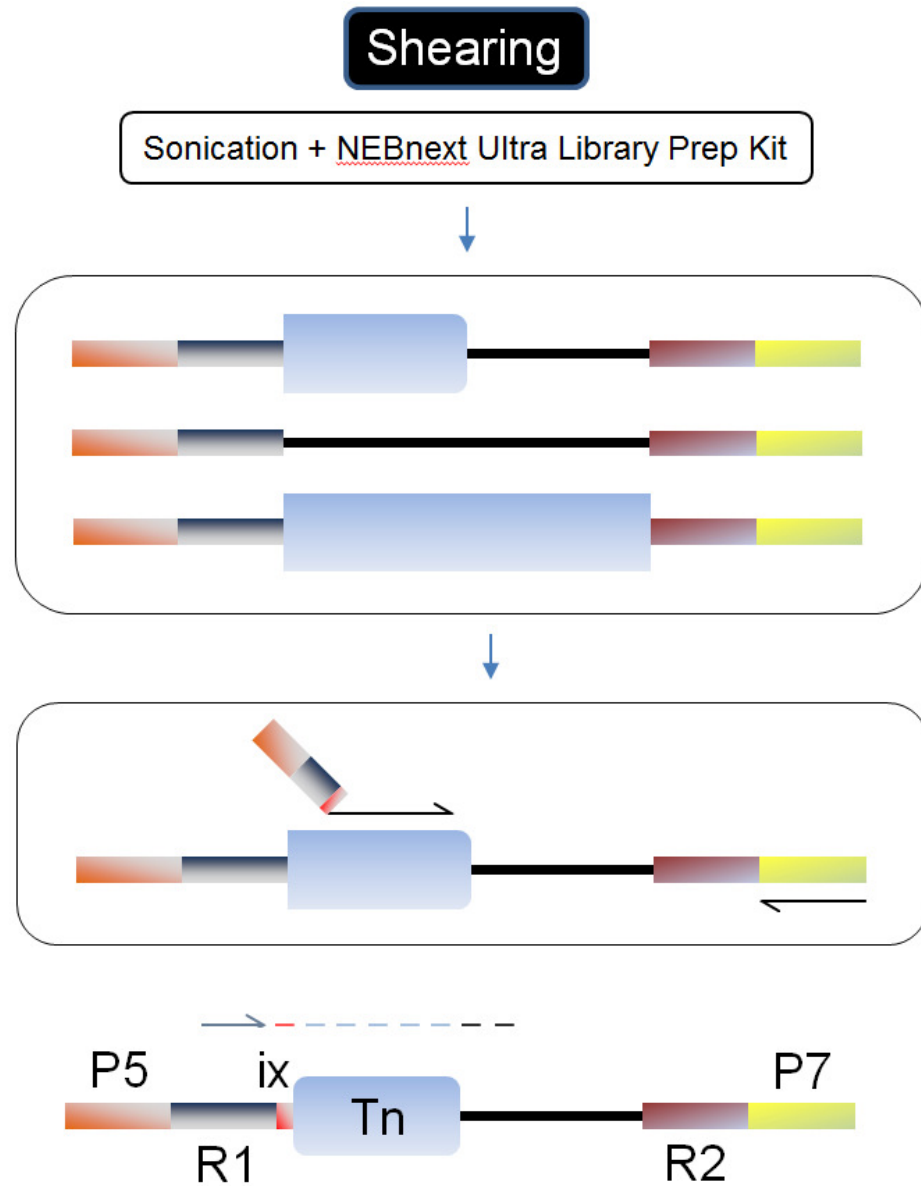 Shearing
Sonication + NEBnext Ultra Library Prep Kit
P5
ix
P7
Tn
R1
R2